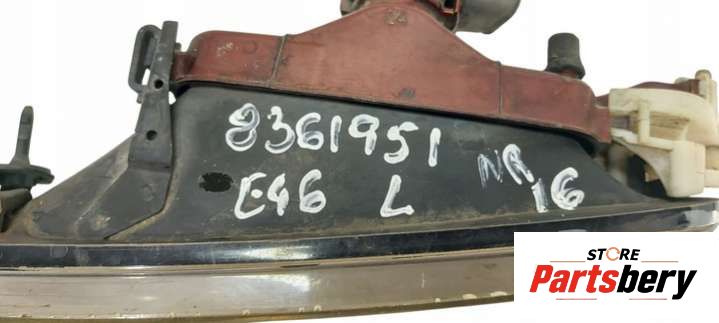 8361951
E46 L NR 16
STORE
Partsbery